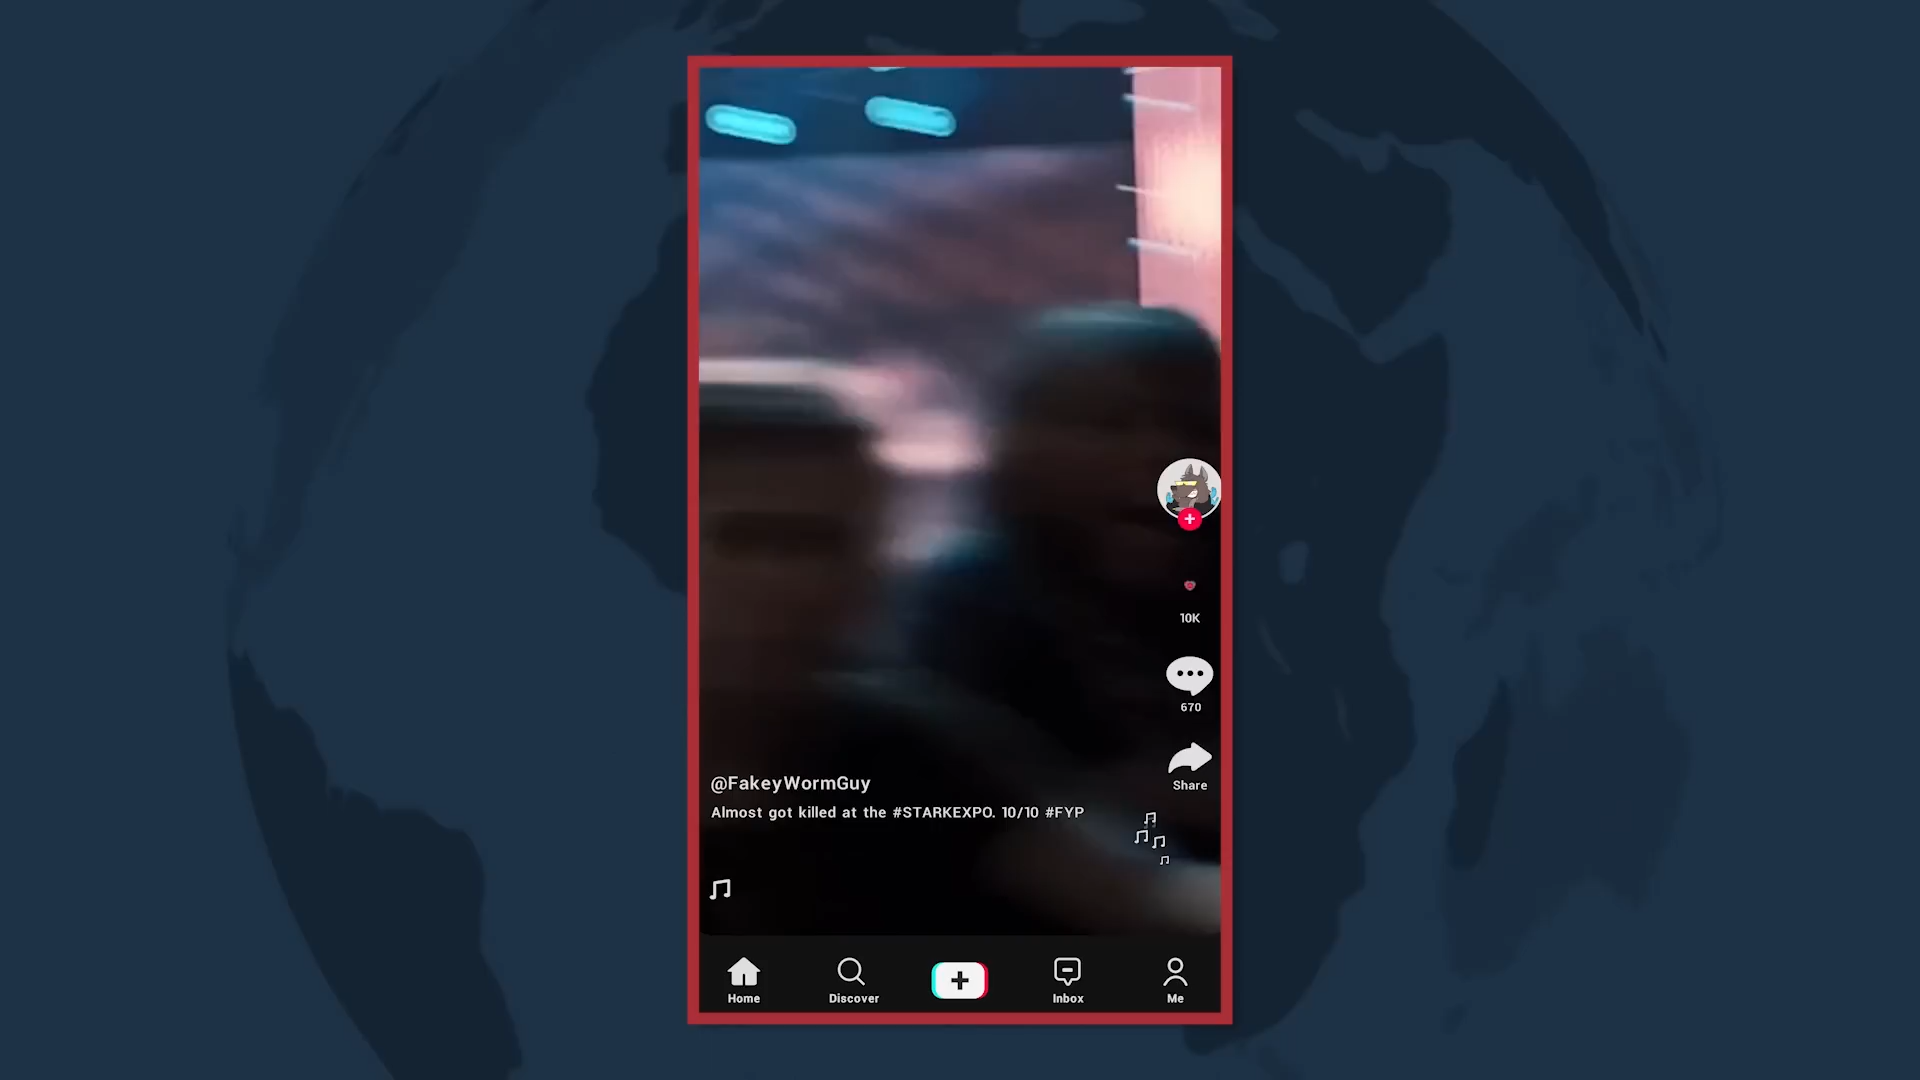 10K
670
Share
@FakeyWormGuy
Almost got killed at the #STARKEXPO. 10/10 #FYP
Home
Discover
Inbox
Me